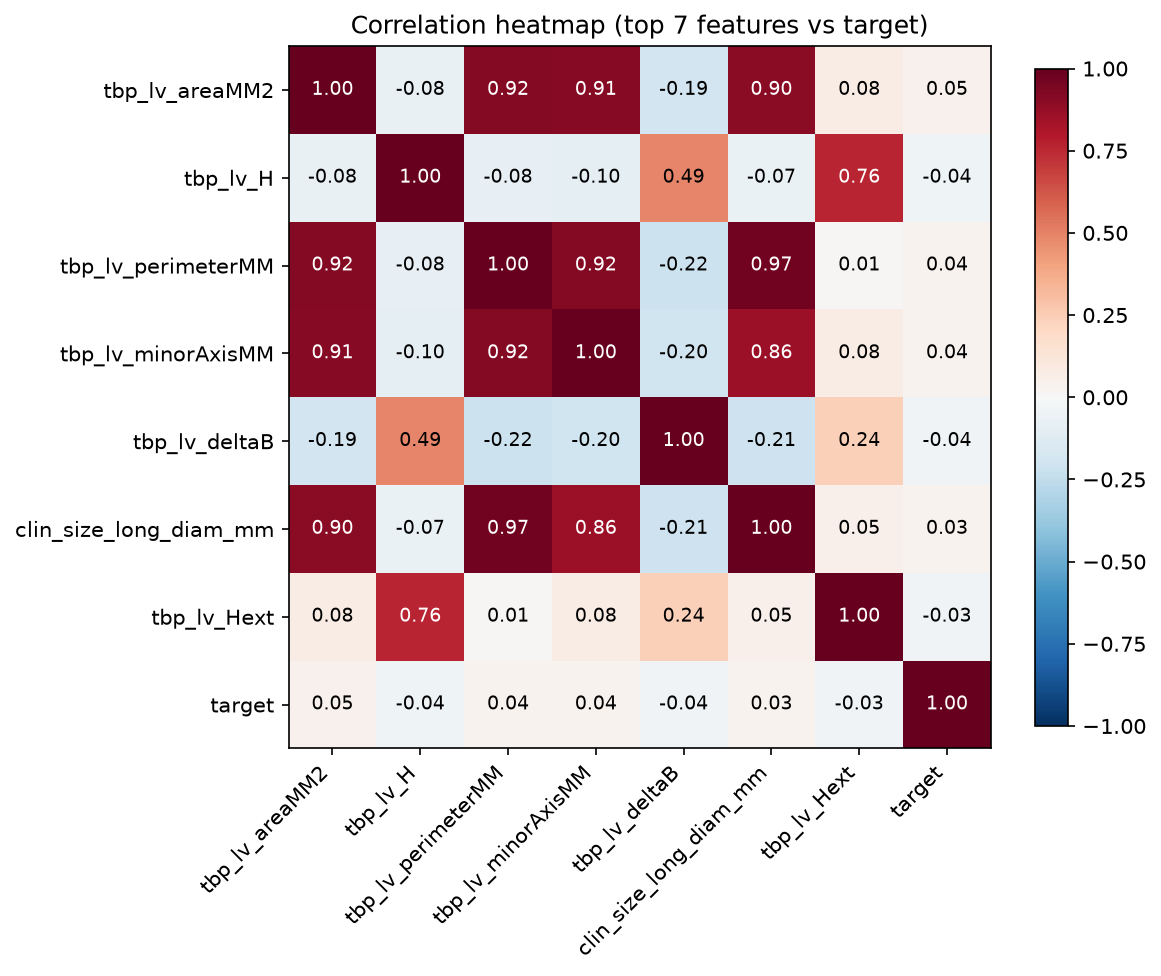 Correlation heatmap (top 7 features vs target)
tbp_lv_areaMM2 1.00 -0.08 0.92 0.91 -0.19 0.90 0.08 0.05
tbp_lv_H -0.08 1.00 -0.08 -0.10 0.49 -0.07 0.76 -0.04
tbp_lv_perimeterMM 0.92 -0.08 1.00 0.92 -0.22 0.97 0.01 0.04
tbp_lv_minorAxisMM 0.91 -0.10 0.92 1.00 -0.20 0.86 0.08 0.04
tbp_lv_deltaB -0.19 0.49 -0.22 -0.20 1.00 -0.21 0.24 -0.04
clin_size_long_diam_mm 0.90 -0.07 0.97 0.86 -0.21 1.00 0.05 0.03
tbp_lv_Hext 0.08 0.76 0.01 0.08 0.24 0.05 1.00 -0.03
target 0.05 -0.04 0.04 0.04 -0.04 0.03 -0.03 1.00
tbp_lv_areaMM2
tbp_lv_H
tbp_lv_perimeterMM
tbp_lv_minorAxisMM
tbp_lv_deltaB
clin_size_long_diam_mm
tbp_lv_Hext
target
1.00
0.75
0.50
0.25
0.00
−0.25
−0.50
−0.75
−1.00